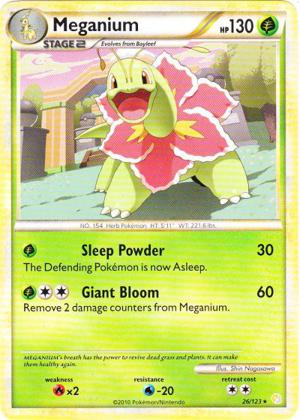 Meganium HP130
STAGE 2 Evolves from Bayleef
NO. 154 Herb Pokémon HT: 5'11" WT: 221.6 lbs.
Sleep Powder 30
The Defending Pokémon is now Asleep.
Giant Bloom 60
Remove 2 damage counters from Meganium.
MEGANIUM's breath has the power to revive dead grass and plants. It can
make them healthy again.
Illus. Shin Nagasawa
weakness resistance retreat
×2 -20
©2010 Pokémon/Nintendo 26/123 ★